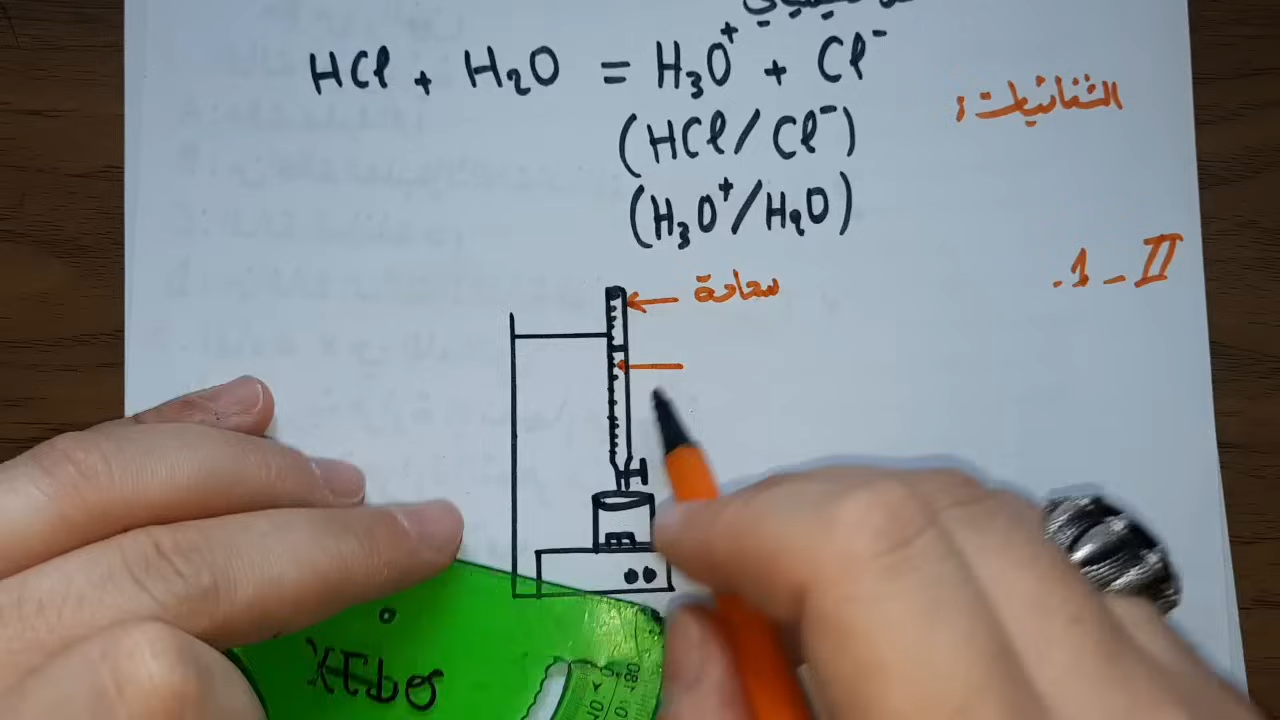 HCl + H₂O = H₃O⁺ + Cl⁻
الثنائيات :
(HCl/Cl⁻)
(H₃O⁺/H₂O)
II - 1.
سحاحة